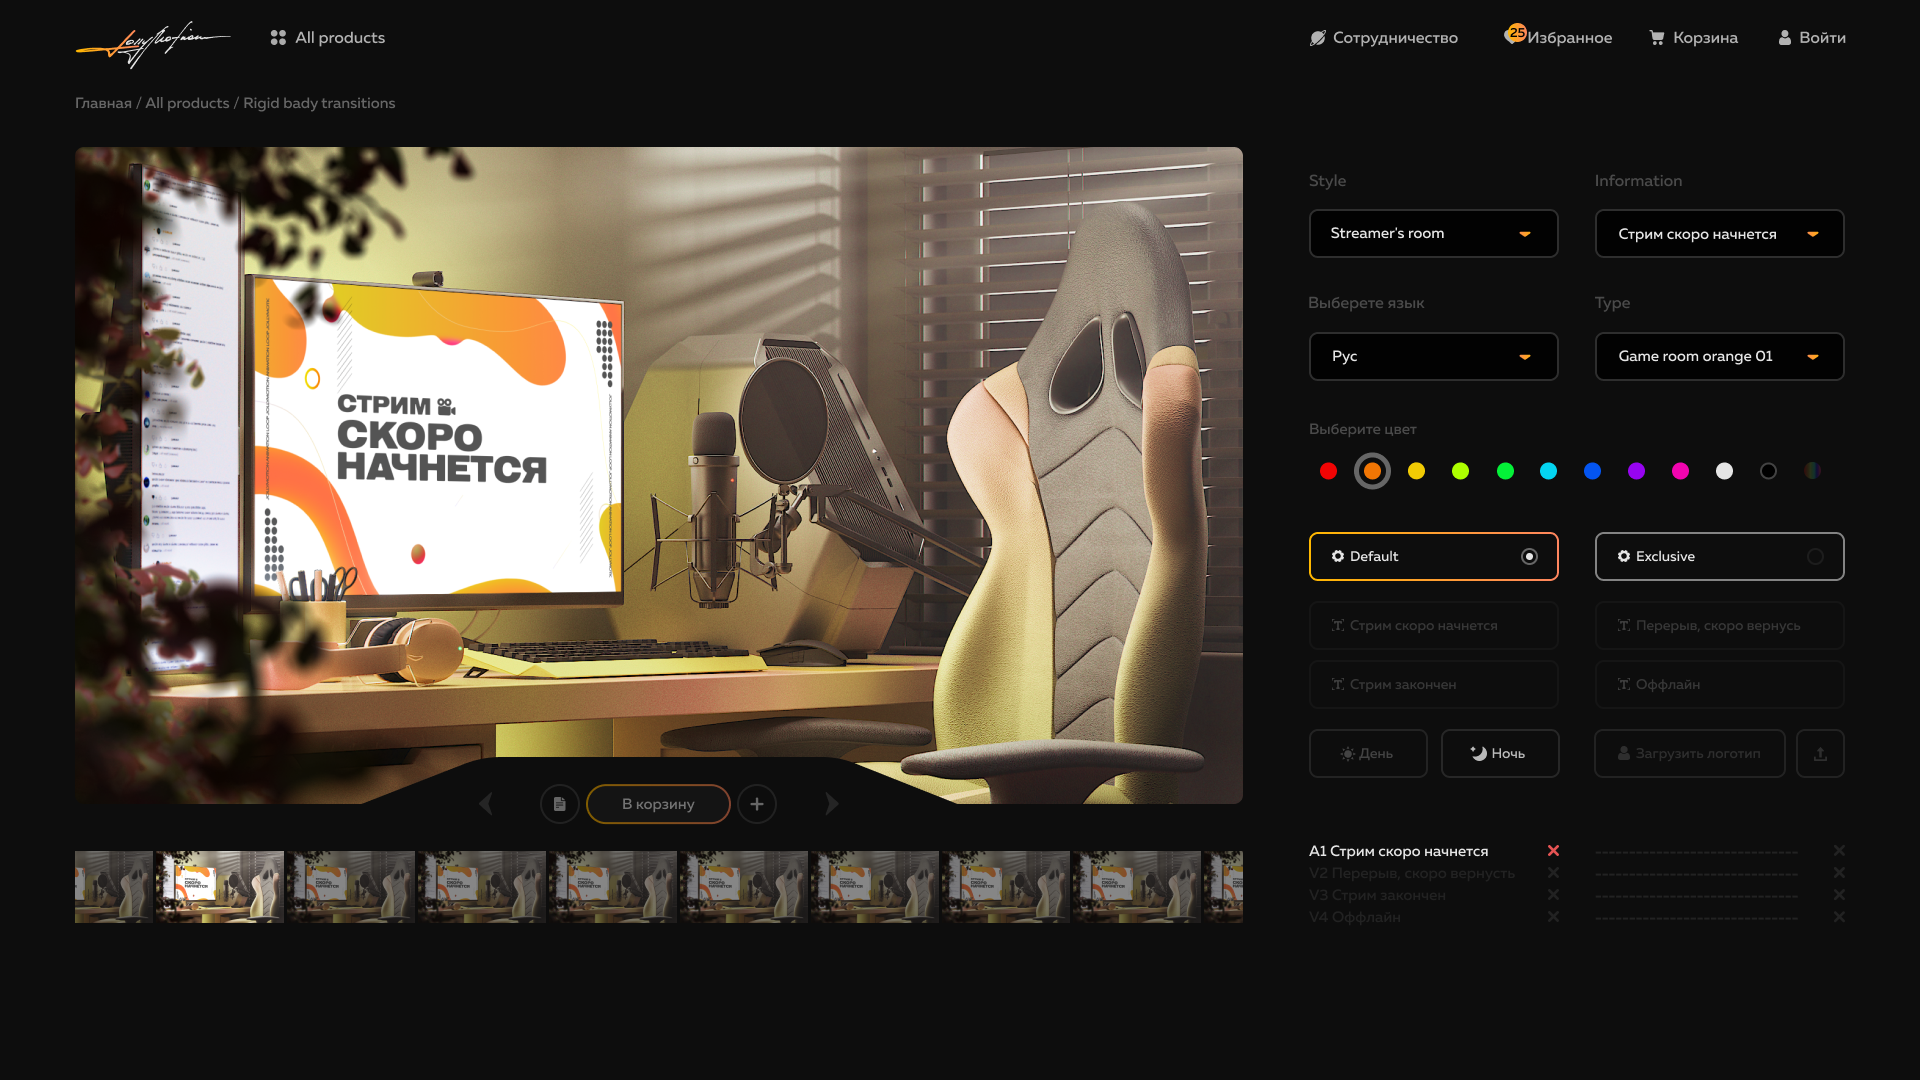 JollyMotion
All products
Сотрудничество
25
Избранное
Корзина
Войти
Главная / All products / Rigid bady transitions
СТРИМ
СКОРО
НАЧНЕТСЯ
Style
Information
Streamer's room
Стрим скоро начнется
Выберете язык
Type
Рус
Game room orange 01
Выберите цвет
Default
Exclusive
Стрим скоро начнется
Перерыв, скоро вернусь
Стрим закончен
Оффлайн
День
Ночь
Загрузить логотип
В корзину
A1 Стрим скоро начнется
V2 Перерыв, скоро вернусть
V3 Стрим закончен
V4 Оффлайн